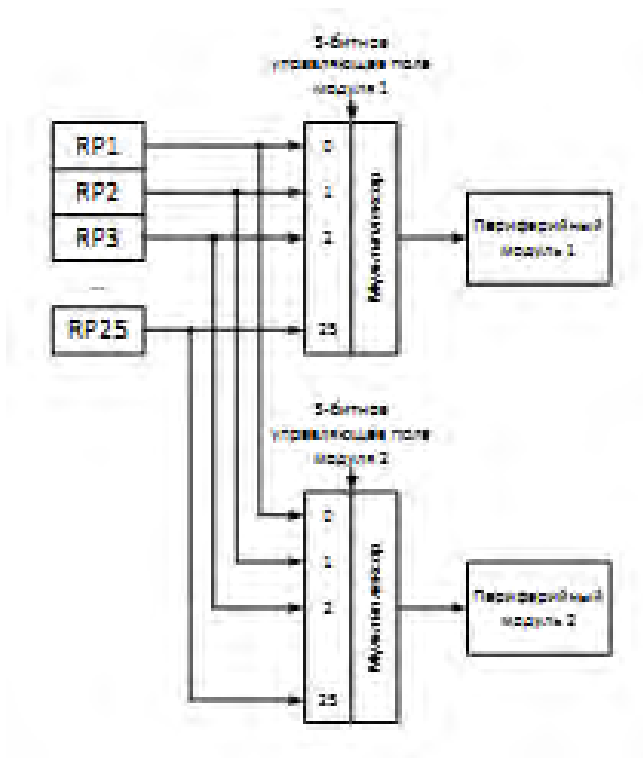 5-битное
управляющее поле
модуля 1
RP1
RP2
RP3
...
RP25
0
1
2
25
Мультиплексор
Периферийный
модуль 1
5-битное
управляющее поле
модуля 2
0
1
2
25
Мультиплексор
Периферийный
модуль 2